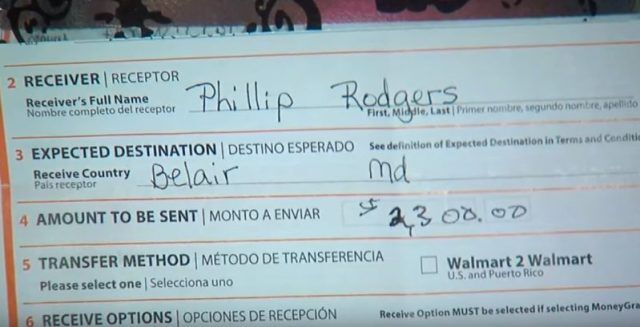 2 RECEIVER | RECEPTOR
Receiver's Full Name
Nombre completo del receptor
Phillip Rodgers
First, Middle, Last | Primer nombre, segundo nombre, apellido
3 EXPECTED DESTINATION | DESTINO ESPERADO See definition of Expected Destination in Terms and Conditi
Receive Country
País receptor
Belair Md
4 AMOUNT TO BE SENT | MONTO A ENVIAR $ 2,300.00
5 TRANSFER METHOD | MÉTODO DE TRANSFERENCIA
Please select one | Selecciona uno
Walmart 2 Walmart
U.S. and Puerto Rico
6 RECEIVE OPTIONS | OPCIONES DE RECEPCIÓN Receive Option MUST be selected if selecting MoneyGra